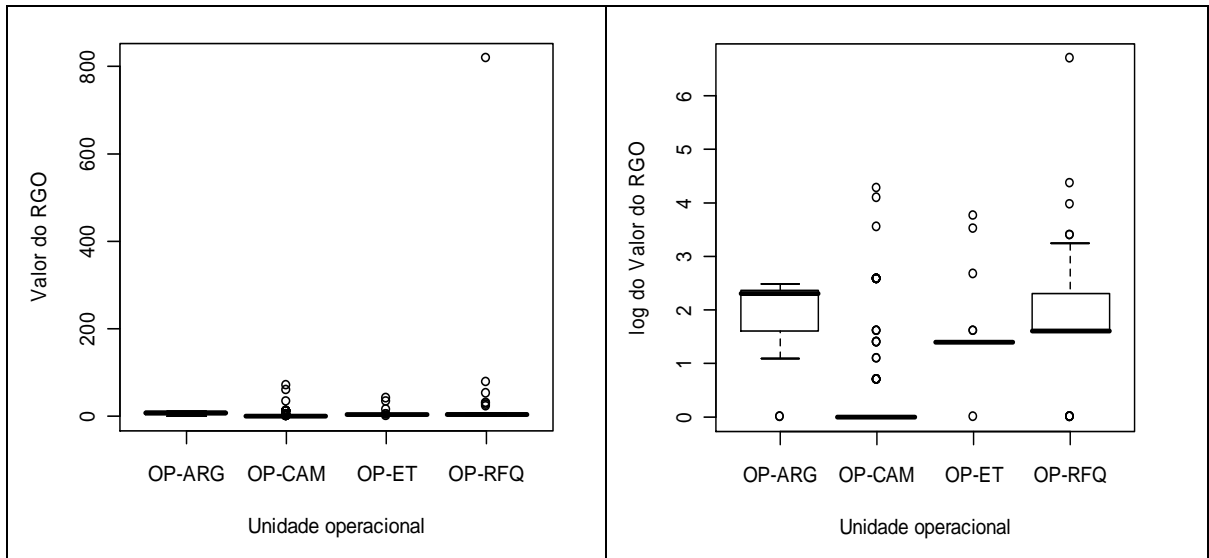 Valor do RGO
800
600
400
200
0
OP-ARG OP-CAM OP-ET OP-RFQ
Unidade operacional
log do Valor do RGO
6
5
4
3
2
1
0
OP-ARG OP-CAM OP-ET OP-RFQ
Unidade operacional